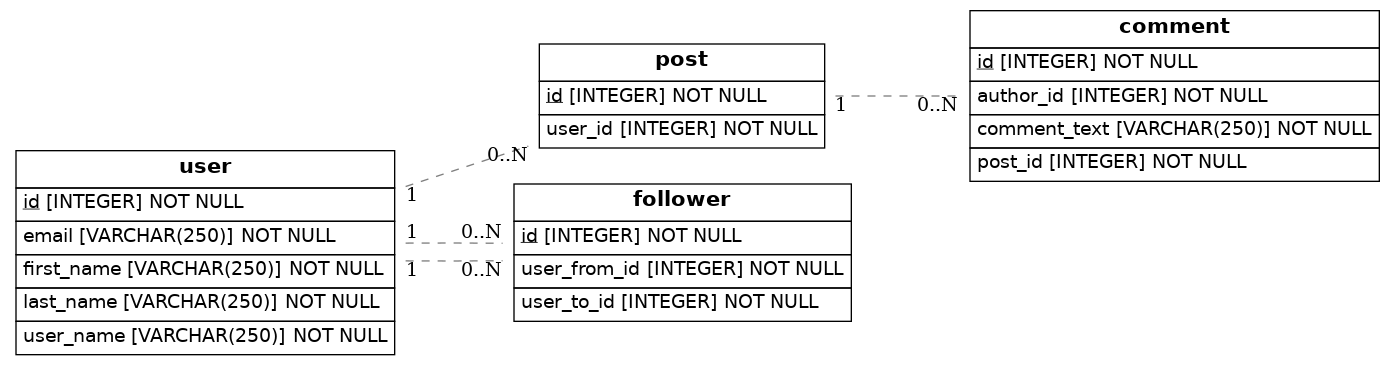 user
id [INTEGER] NOT NULL
email [VARCHAR(250)] NOT NULL
first_name [VARCHAR(250)] NOT NULL
last_name [VARCHAR(250)] NOT NULL
user_name [VARCHAR(250)] NOT NULL
1
0..N
1
0..N
1
0..N
post
id [INTEGER] NOT NULL
user_id [INTEGER] NOT NULL
follower
id [INTEGER] NOT NULL
user_from_id [INTEGER] NOT NULL
user_to_id [INTEGER] NOT NULL
1
0..N
comment
id [INTEGER] NOT NULL
author_id [INTEGER] NOT NULL
comment_text [VARCHAR(250)] NOT NULL
post_id [INTEGER] NOT NULL